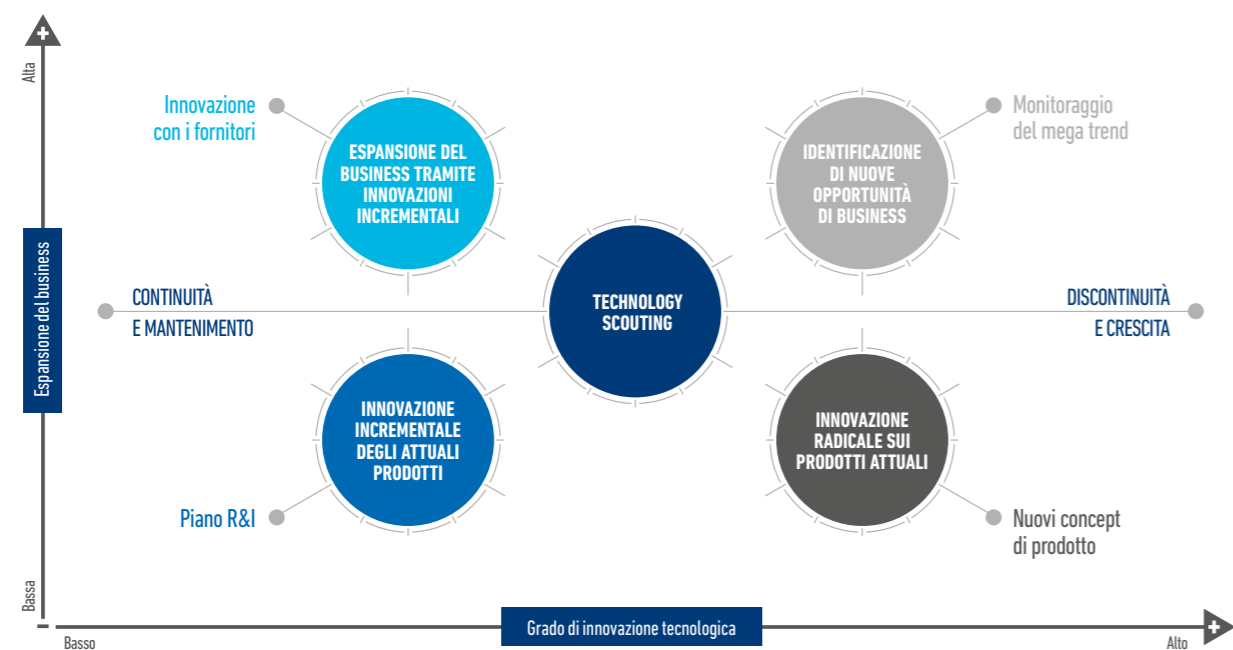 +
Alta
Innovazione
con i fornitori
ESPANSIONE DEL
BUSINESS TRAMITE
INNOVAZIONI
INCREMENTALI
IDENTIFICAZIONE
DI NUOVE
OPPORTUNITÀ
DI BUSINESS
Monitoraggio
del mega trend
Espansione del business
CONTINUITÀ
E MANTENIMENTO
TECHNOLOGY
SCOUTING
DISCONTINUITÀ
E CRESCITA
INNOVAZIONE
INCREMENTALE
DEGLI ATTUALI
PRODOTTI
INNOVAZIONE
RADICALE SUI
PRODOTTI ATTUALI
Piano R&I
Nuovi concept
di prodotto
Bassa
-
Basso
Grado di innovazione tecnologica
Alto
+